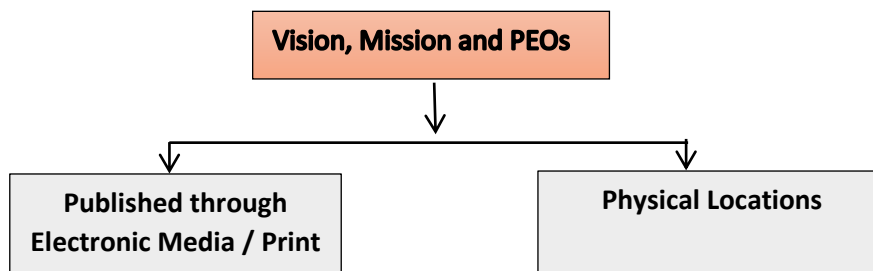 Vision, Mission and PEOs
Published through
Electronic Media / Print
Physical Locations